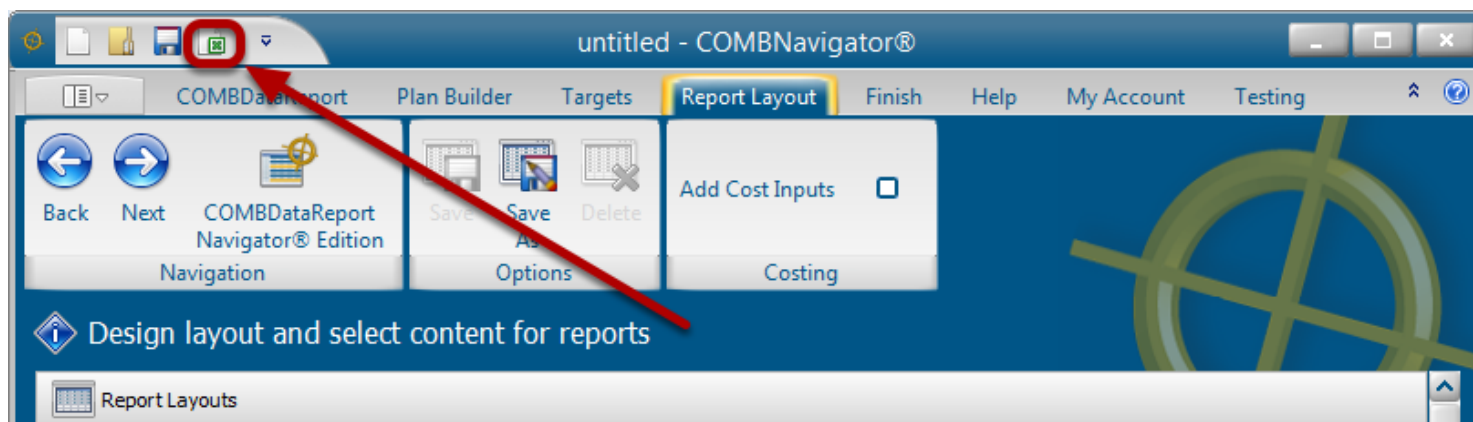 untitled - COMBNavigator®
COMBDataReport Plan Builder Targets Report Layout Finish Help My Account Testing
Back Next COMBDataReport Navigator® Edition
Save Save As Delete
Add Cost Inputs
Navigation Options Costing
Design layout and select content for reports
Report Layouts